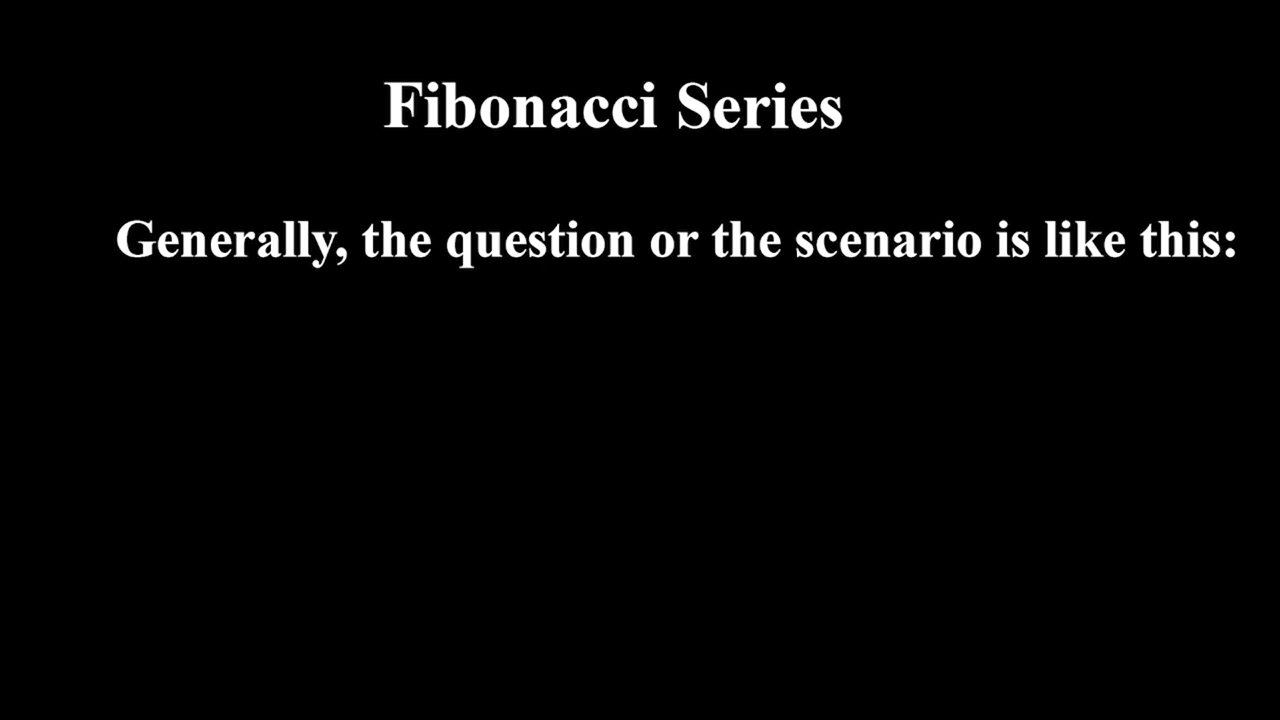 Fibonacci Series
Generally, the question or the scenario is like this: